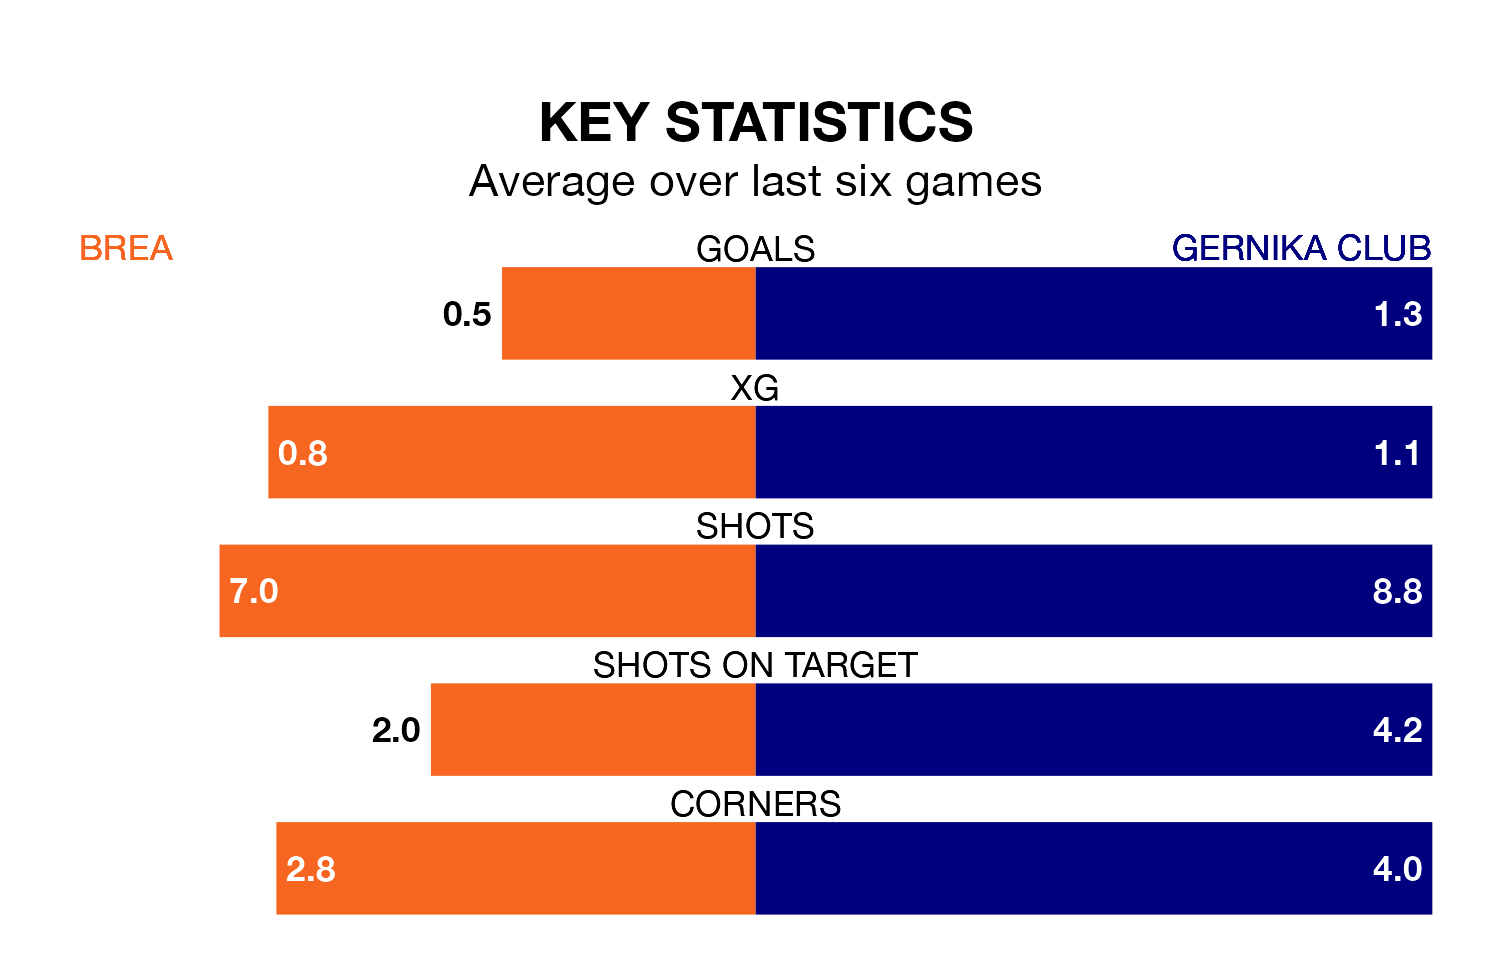 KEY STATISTICS
Average over last six games
BREA GOALS GERNIKA CLUB
0.5 1.3
XG
0.8 1.1
SHOTS
7.0 8.8
SHOTS ON TARGET
2.0 4.2
CORNERS
2.8 4.0